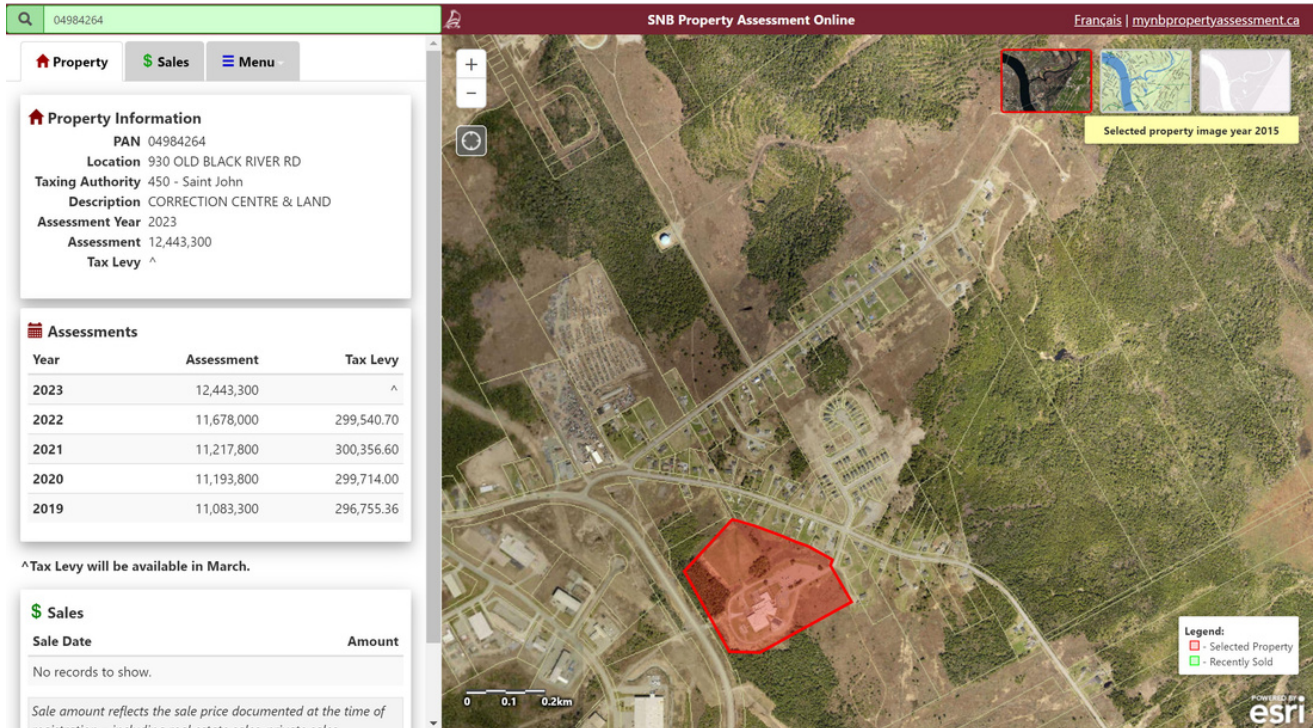 04984264
SNB Property Assessment Online
Français | mynbpropertyassessment.ca
Property
$ Sales
Menu
Property Information
PAN 04984264
Location 930 OLD BLACK RIVER RD
Taxing Authority 450 - Saint John
Description CORRECTION CENTRE & LAND
Assessment Year 2023
Assessment 12,443,300
Tax Levy ^
Assessments
Year Assessment Tax Levy
2023 12,443,300 ^
2022 11,678,000 299,540.70
2021 11,217,800 300,356.60
2020 11,193,800 299,714.00
2019 11,083,300 296,755.36
^Tax Levy will be available in March.
$ Sales
Sale Date Amount
No records to show.
Sale amount reflects the sale price documented at the time of
+
−
Selected property image year 2015
0 0.1 0.2km
Legend:
- Selected Property
- Recently Sold
POWERED BY
esri